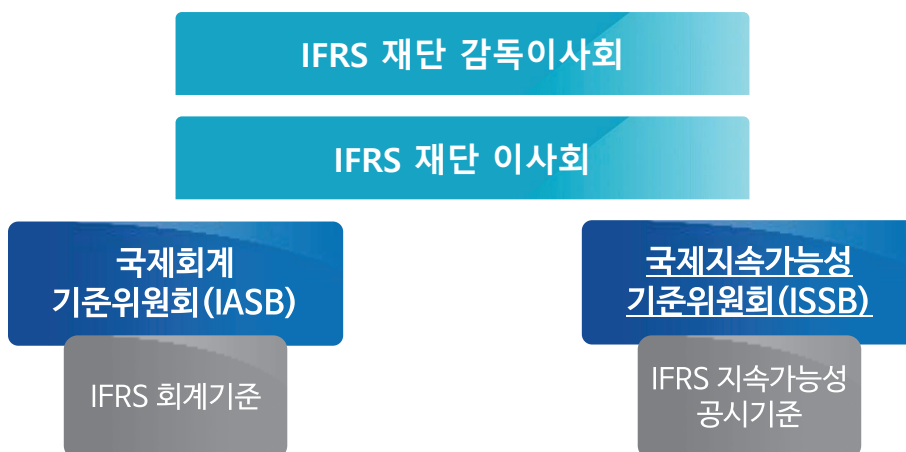 IFRS 재단 감독이사회
IFRS 재단 이사회
국제회계
기준위원회(IASB)
IFRS 회계기준
국제지속가능성
기준위원회(ISSB)
IFRS 지속가능성
공시기준